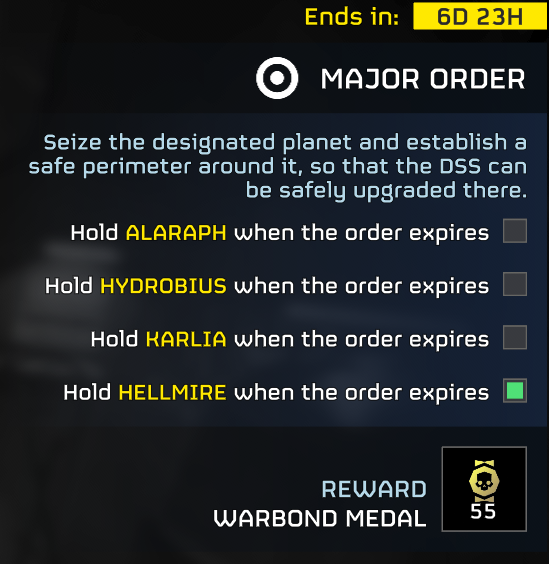 Ends in: 6D 23H
MAJOR ORDER
Seize the designated planet and establish a
safe perimeter around it, so that the DSS can
be safely upgraded there.
Hold ALARAPH when the order expires
Hold HYDROBIUS when the order expires
Hold KARLIA when the order expires
Hold HELLMIRE when the order expires
REWARD
WARBOND MEDAL
55